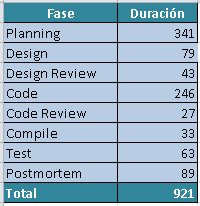 Fase Duración
Planning 341
Design 79
Design Review 43
Code 246
Code Review 27
Compile 33
Test 63
Postmortem 89
Total 921